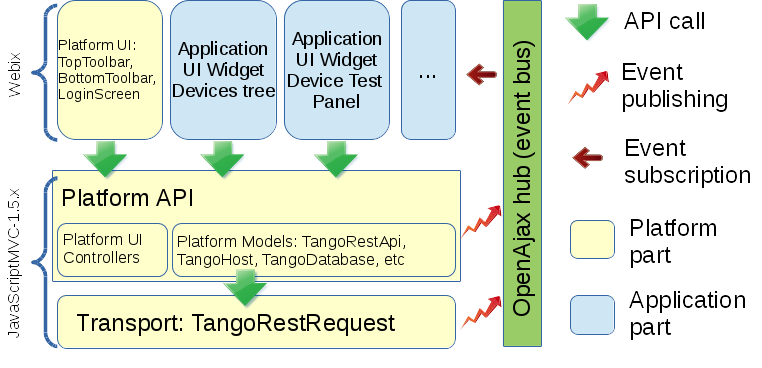 Webix
Platform UI:
TopToolbar,
BottomToolbar,
LoginScreen
Application
UI Widget
Devices tree
Application
UI Widget
Device Test
Panel
...
JavaScriptMVC-1.5.x
Platform API
Platform UI
Controllers
Platform Models: TangoRestApi,
TangoHost, TangoDatabase, etc
Transport: TangoRestRequest
OpenAjax hub (event bus)
API call
Event
publishing
Event
subscription
Platform
part
Application
part